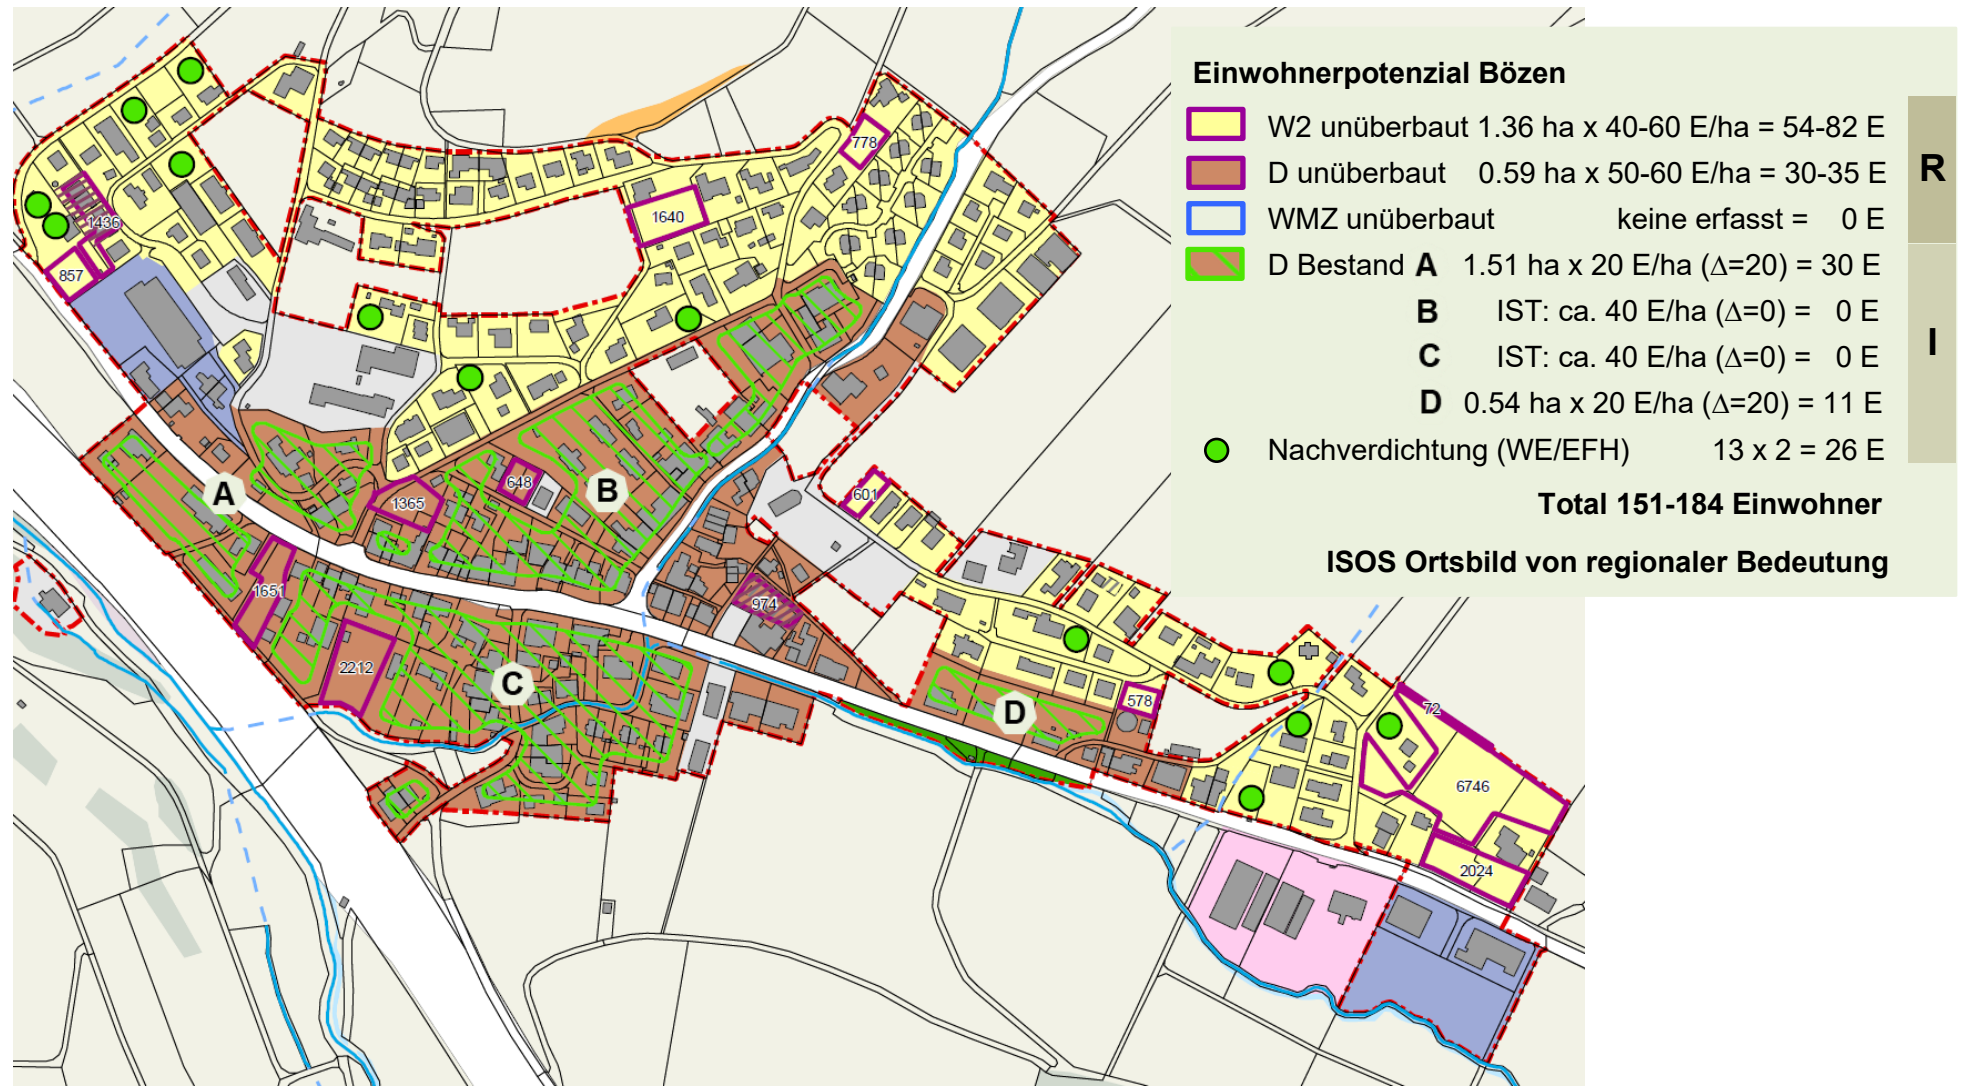 Einwohnerpotenzial Bözen
W2 unüberbaut 1.36 ha x 40-60 E/ha = 54-82 E
D unüberbaut 0.59 ha x 50-60 E/ha = 30-35 E
R
WMZ unüberbaut keine erfasst = 0 E
D Bestand A 1.51 ha x 20 E/ha (Δ=20) = 30 E
B IST: ca. 40 E/ha (Δ=0) = 0 E
I
C IST: ca. 40 E/ha (Δ=0) = 0 E
D 0.54 ha x 20 E/ha (Δ=20) = 11 E
Nachverdichtung (WE/EFH) 13 x 2 = 26 E
Total 151-184 Einwohner
ISOS Ortsbild von regionaler Bedeutung
778
1640
1436
857
648
B
A
1365
601
1651
974
2212
C
578
D
72
6746
2024